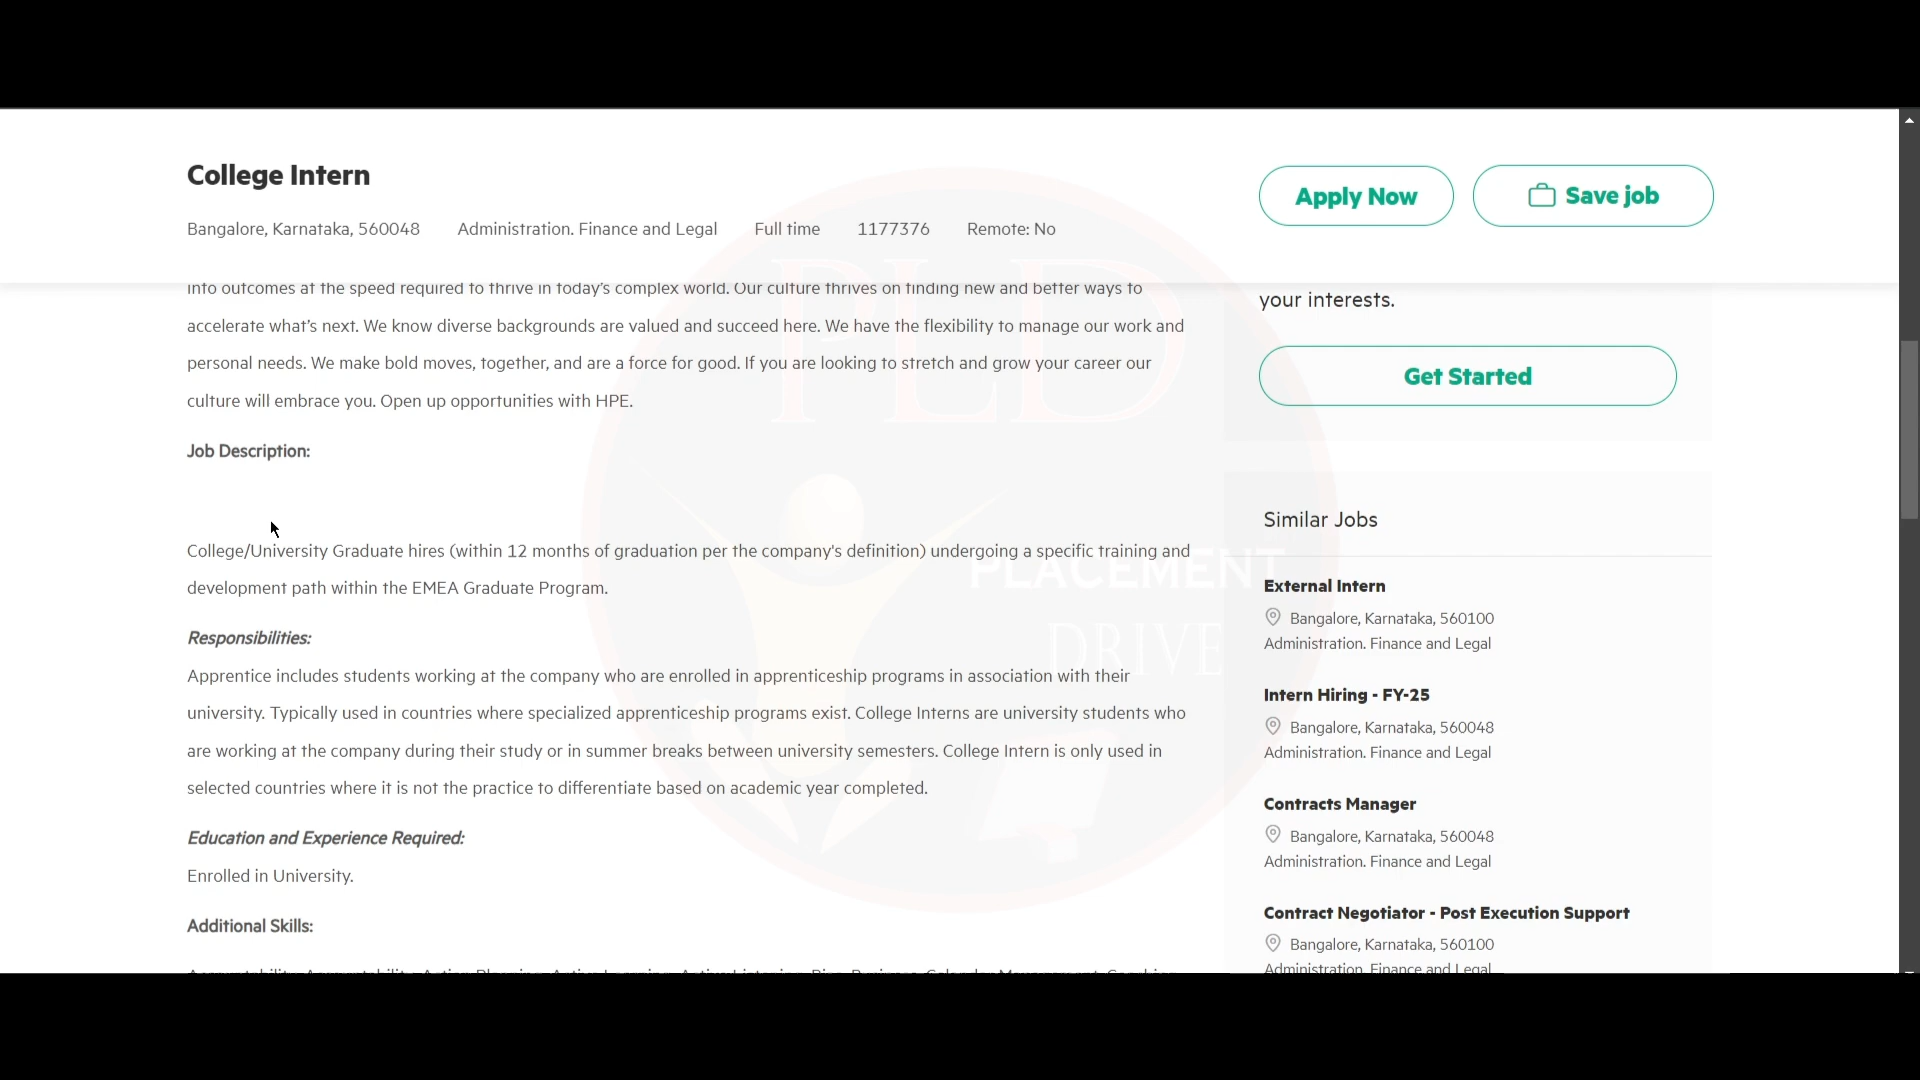 College Intern
Bangalore, Karnataka, 560048 Administration. Finance and Legal Full time 1177376 Remote: No
Apply Now
Save job
into outcomes at the speed required to thrive in today's complex world. Our culture thrives on finding new and better ways to
accelerate what's next. We know diverse backgrounds are valued and succeed here. We have the flexibility to manage our work and
personal needs. We make bold moves, together, and are a force for good. If you are looking to stretch and grow your career our
culture will embrace you. Open up opportunities with HPE.
Job Description:
College/University Graduate hires (within 12 months of graduation per the company's definition) undergoing a specific training and
development path within the EMEA Graduate Program.
Responsibilities:
Apprentice includes students working at the company who are enrolled in apprenticeship programs in association with their
university. Typically used in countries where specialized apprenticeship programs exist. College Interns are university students who
are working at the company during their study or in summer breaks between university semesters. College Intern is only used in
selected countries where it is not the practice to differentiate based on academic year completed.
Education and Experience Required:
Enrolled in University.
Additional Skills:
your interests.
Get Started
Similar Jobs
External Intern
Bangalore, Karnataka, 560100
Administration. Finance and Legal
Intern Hiring - FY-25
Bangalore, Karnataka, 560048
Administration. Finance and Legal
Contracts Manager
Bangalore, Karnataka, 560048
Administration. Finance and Legal
Contract Negotiator - Post Execution Support
Bangalore, Karnataka, 560100
Administration. Finance and Legal
PLD
PLACEMENT
DRIVE